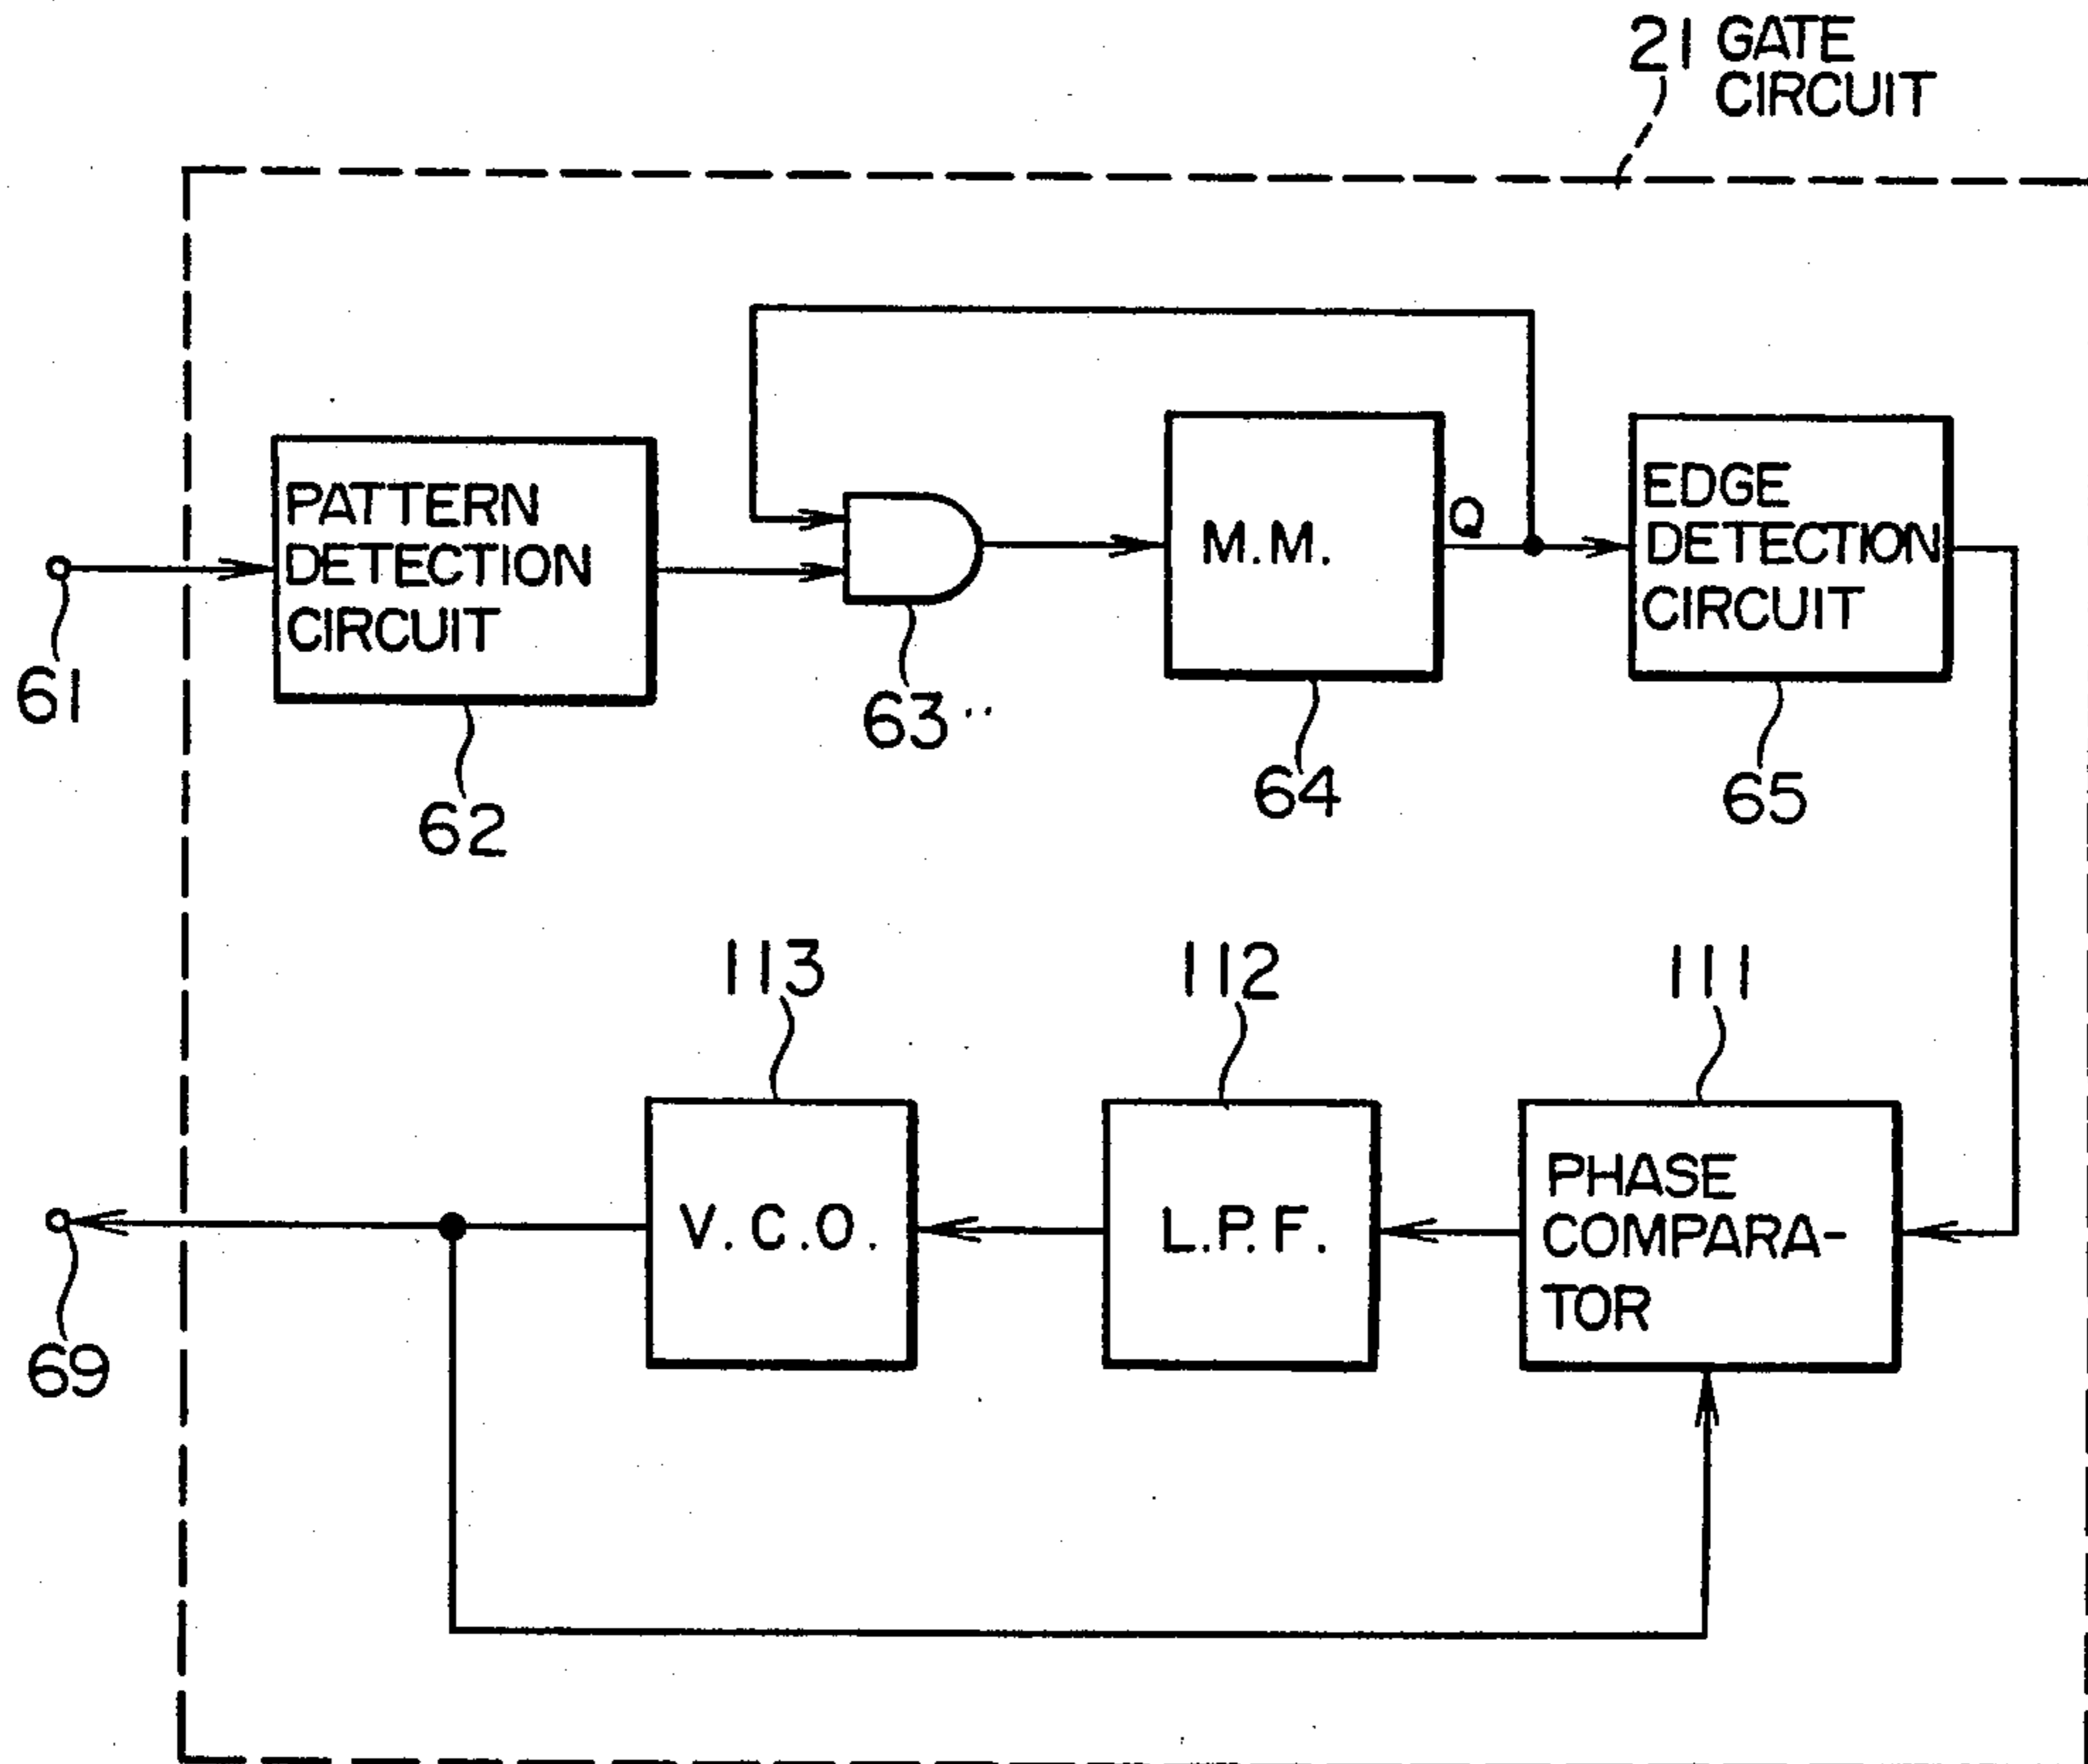 21 GATE
CIRCUIT
PATTERN
DETECTION
CIRCUIT
M.M.
Q
EDGE
DETECTION
CIRCUIT
61
62
63
64
65
113
112
111
V.C.O.
L.P.F.
PHASE
COMPARA-
TOR
69